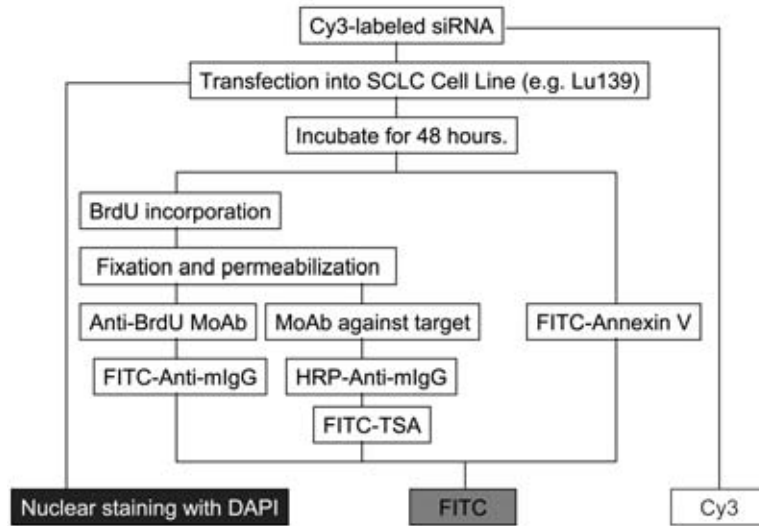 Cy3-labeled siRNA
Transfection into SCLC Cell Line (e.g. Lu139)
Incubate for 48 hours.
BrdU incorporation
Fixation and permeabilization
Anti-BrdU MoAb
MoAb against target
FITC-Annexin V
FITC-Anti-mIgG
HRP-Anti-mIgG
FITC-TSA
Nuclear staining with DAPI
FITC
Cy3